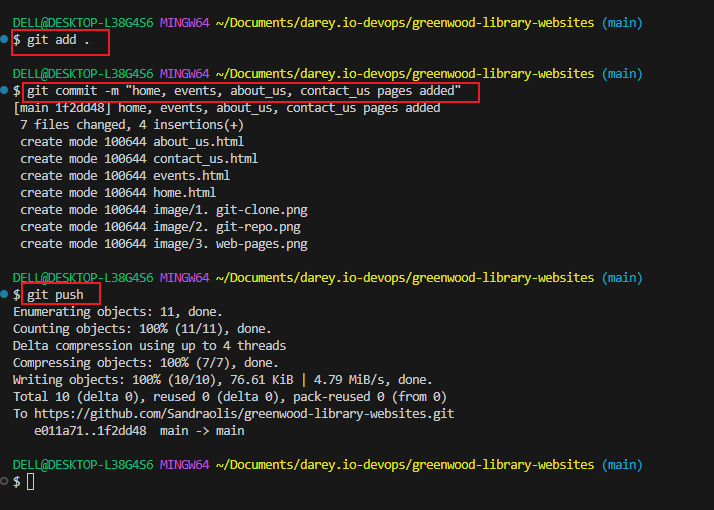 DELL@DESKTOP-L38G4S6 MINGW64 ~/Documents/darey.io-devops/greenwood-library-websites (main)
$ git add .
DELL@DESKTOP-L38G4S6 MINGW64 ~/Documents/darey.io-devops/greenwood-library-websites (main)
$ git commit -m "home, events, about_us, contact_us pages added"
[main 1f2dd48] home, events, about_us, contact_us pages added
7 files changed, 4 insertions(+)
create mode 100644 about_us.html
create mode 100644 contact_us.html
create mode 100644 events.html
create mode 100644 home.html
create mode 100644 image/1. git-clone.png
create mode 100644 image/2. git-repo.png
create mode 100644 image/3. web-pages.png
DELL@DESKTOP-L38G4S6 MINGW64 ~/Documents/darey.io-devops/greenwood-library-websites (main)
$ git push
Enumerating objects: 11, done.
Counting objects: 100% (11/11), done.
Delta compression using up to 4 threads
Compressing objects: 100% (7/7), done.
Writing objects: 100% (10/10), 76.61 KiB | 4.79 MiB/s, done.
Total 10 (delta 0), reused 0 (delta 0), pack-reused 0 (from 0)
To https://github.com/Sandraolis/greenwood-library-websites.git
e011a71..1f2dd48  main -> main
DELL@DESKTOP-L38G4S6 MINGW64 ~/Documents/darey.io-devops/greenwood-library-websites (main)
$